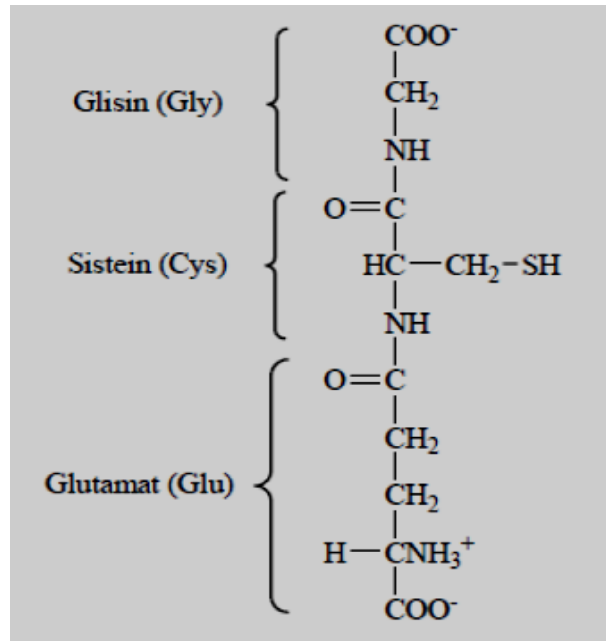 COO⁻
CH₂
Glisin (Gly)
NH
O=C
Sistein (Cys)
HC—CH₂-SH
NH
O=C
CH₂
Glutamat (Glu)
CH₂
H—CNH₃⁺
COO⁻